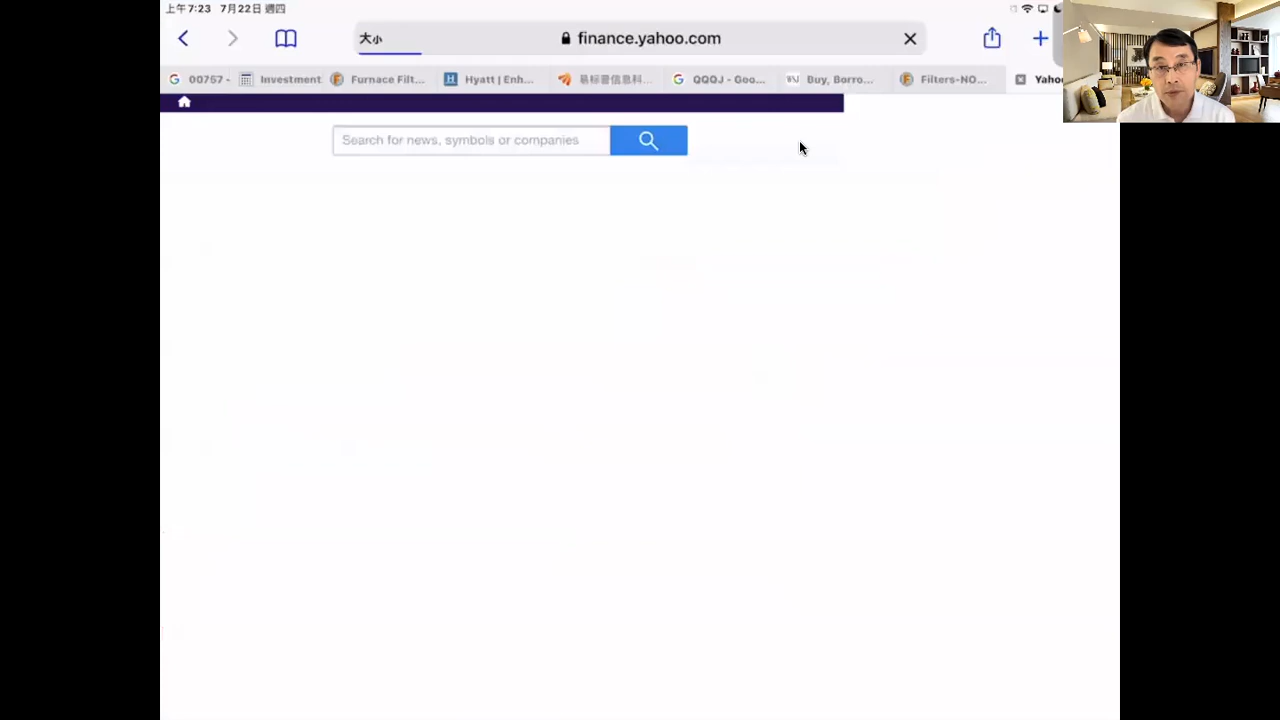 上午7:23 7月22日 週四
大小 finance.yahoo.com
00757 - Investment Furnace Filt... Hyatt | Enh... 易标普信息科... QQQJ - Goo... Buy, Borro... Filters-NO... Yaho
Search for news, symbols or companies